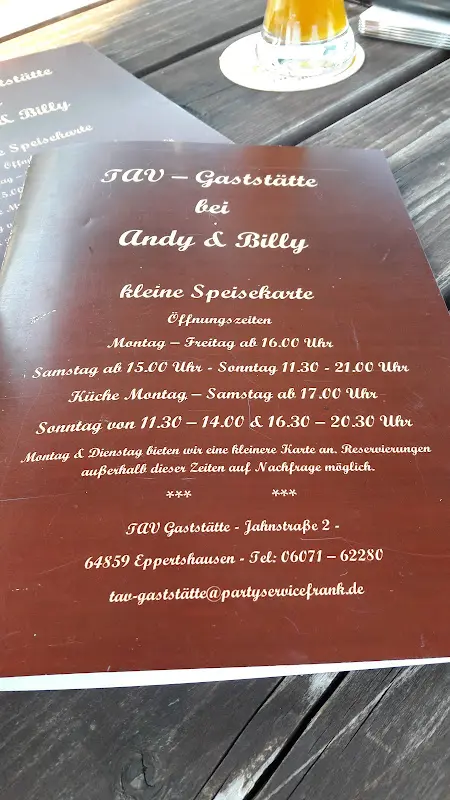 ststätte
& Billy
e Speisekarte
TAV – Gaststätte
bei
Andy & Billy
kleine Speisekarte
Öffnungszeiten
Montag – Freitag ab 16.00 Uhr
Samstag ab 15.00 Uhr - Sonntag 11.30 - 21.00 Uhr
Küche Montag – Samstag ab 17.00 Uhr
Sonntag von 11.30 – 14.00 & 16.30 – 20.30 Uhr
Montag & Dienstag bieten wir eine kleinere Karte an. Reservierungen
außerhalb dieser Zeiten auf Nachfrage möglich.
*** ***
TAV Gaststätte - Jahnstraße 2 -
64859 Eppertshausen - Tel: 06071 – 62280
tav-gaststätte@partyservicefrank.de